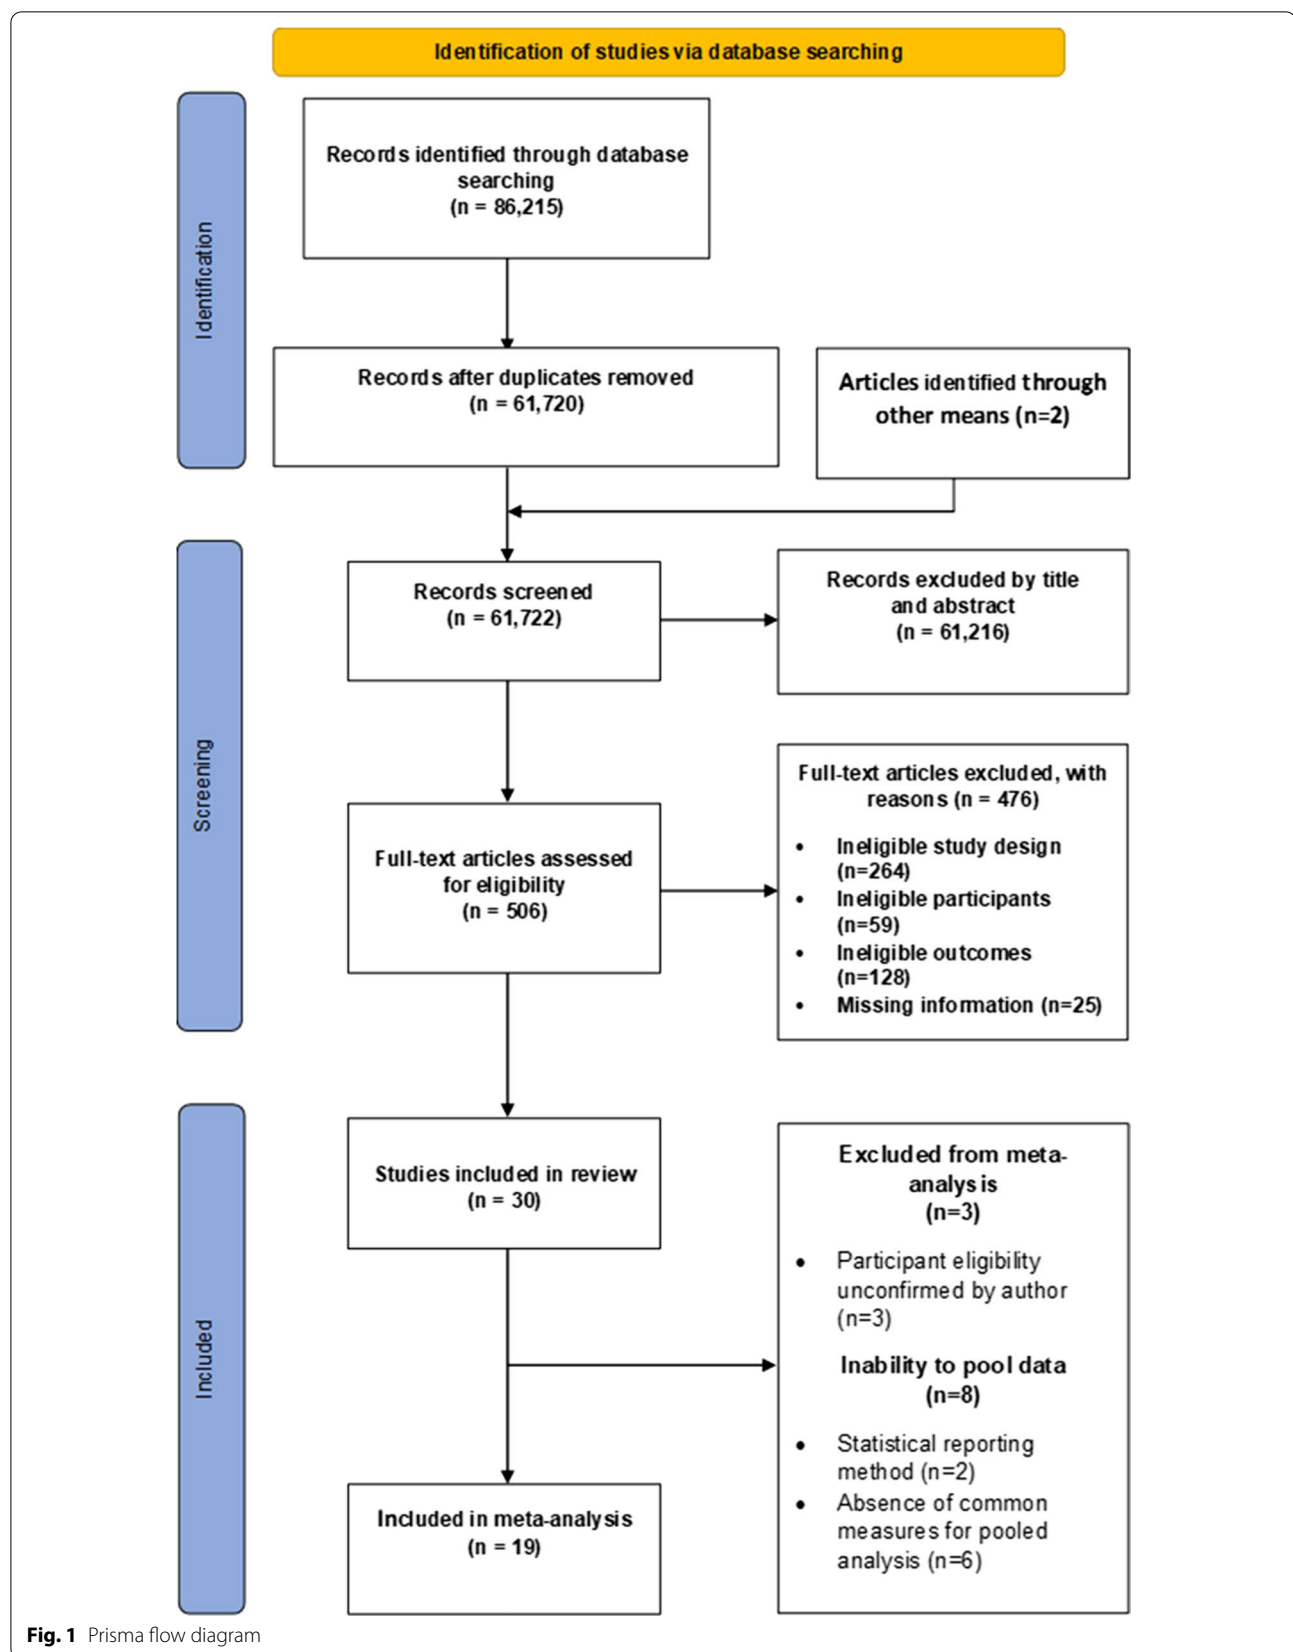 Identification of studies via database searching
Identification
Records identified through database
searching
(n = 86,215)
Records after duplicates removed
(n = 61,720)
Articles identified through
other means (n=2)
Screening
Records screened
(n = 61,722)
Records excluded by title
and abstract
(n = 61,216)
Full-text articles assessed
for eligibility
(n = 506)
Full-text articles excluded, with
reasons (n = 476)
• Ineligible study design
(n=264)
• Ineligible participants
(n=59)
• Ineligible outcomes
(n=128)
• Missing information (n=25)
Included
Studies included in review
(n = 30)
Excluded from meta-
analysis
(n=3)
• Participant eligibility
unconfirmed by author
(n=3)
Inability to pool data
(n=8)
• Statistical reporting
method (n=2)
• Absence of common
measures for pooled
analysis (n=6)
Included in meta-analysis
(n = 19)
Fig. 1 Prisma flow diagram